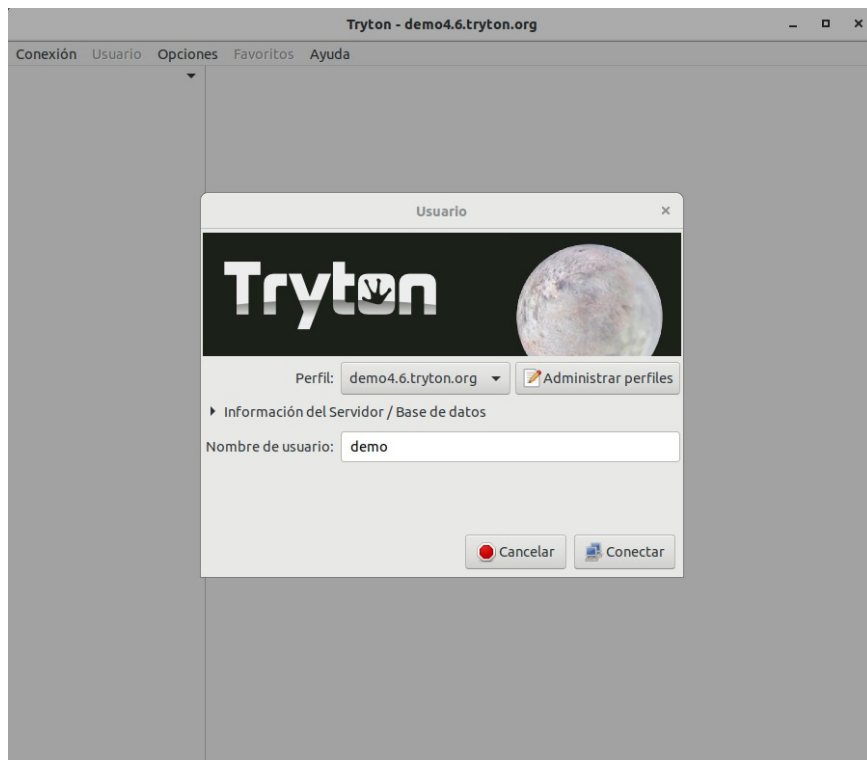 Tryton - demo4.6.tryton.org
Conexión Usuario Opciones Favoritos Ayuda
Usuario
Tryton
Perfil: demo4.6.tryton.org Administrar perfiles
Información del Servidor / Base de datos
Nombre de usuario: demo
Cancelar Conectar